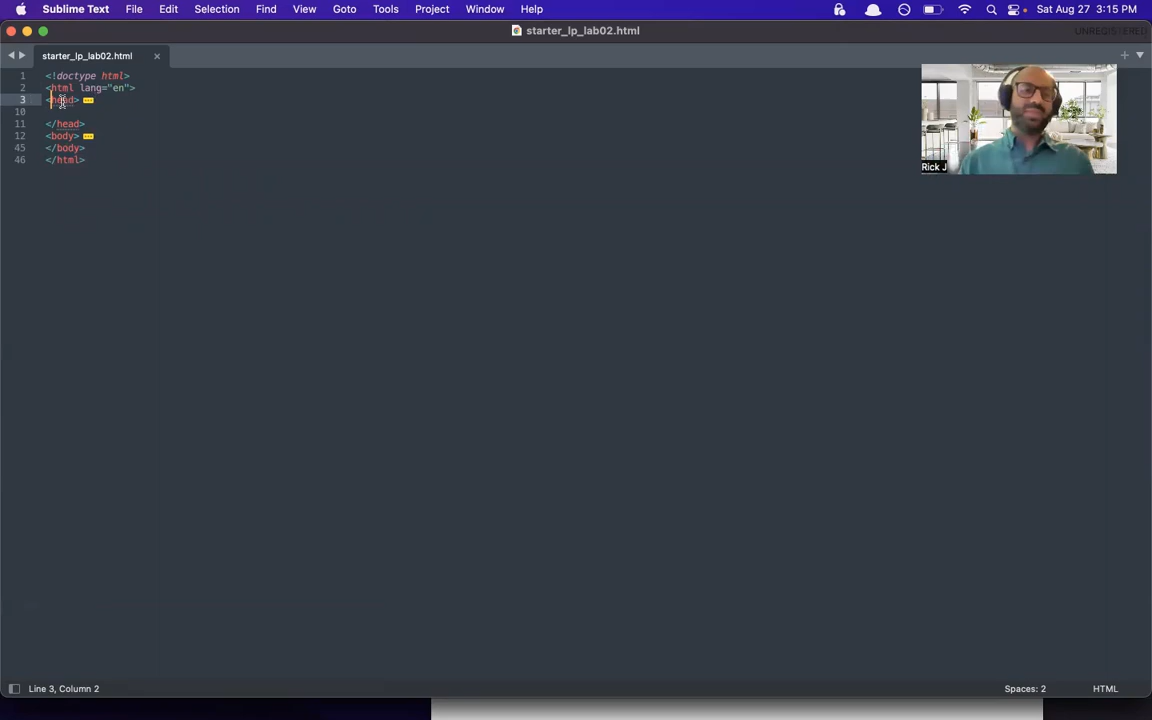 Sublime Text File Edit Selection Find View Goto Tools Project Window Help Sat Aug 27 3:15 PM
starter_lp_lab02.html UNREGISTERED
starter_lp_lab02.html
1 <!doctype html>
2 <html lang="en">
3 <head>
10
11 </head>
12 <body>
45 </body>
46 </html>
Rick J
Line 3, Column 2 Spaces: 2 HTML